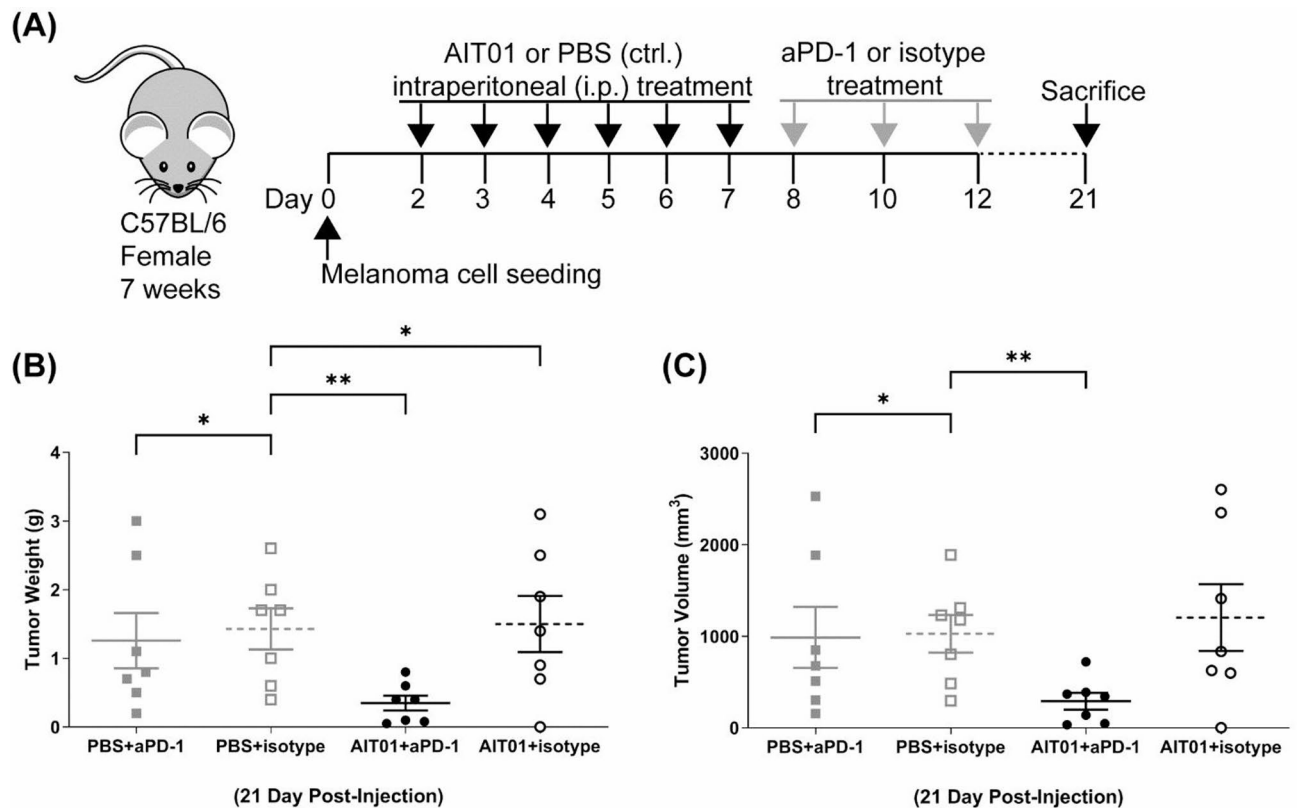 (A)
AIT01 or PBS (ctrl.)
intraperitoneal (i.p.) treatment
aPD-1 or isotype
treatment
Sacrifice
Day 0 2 3 4 5 6 7 8 10 12 21
C57BL/6
Female
7 weeks
Melanoma cell seeding
(B)
*
**
*
Tumor Weight (g)
4
3
2
1
0
PBS+aPD-1 PBS+isotype AIT01+aPD-1 AIT01+isotype
(21 Day Post-Injection)
(C)
**
*
Tumor Volume (mm³)
3000
2000
1000
0
PBS+aPD-1 PBS+isotype AIT01+aPD-1 AIT01+isotype
(21 Day Post-Injection)